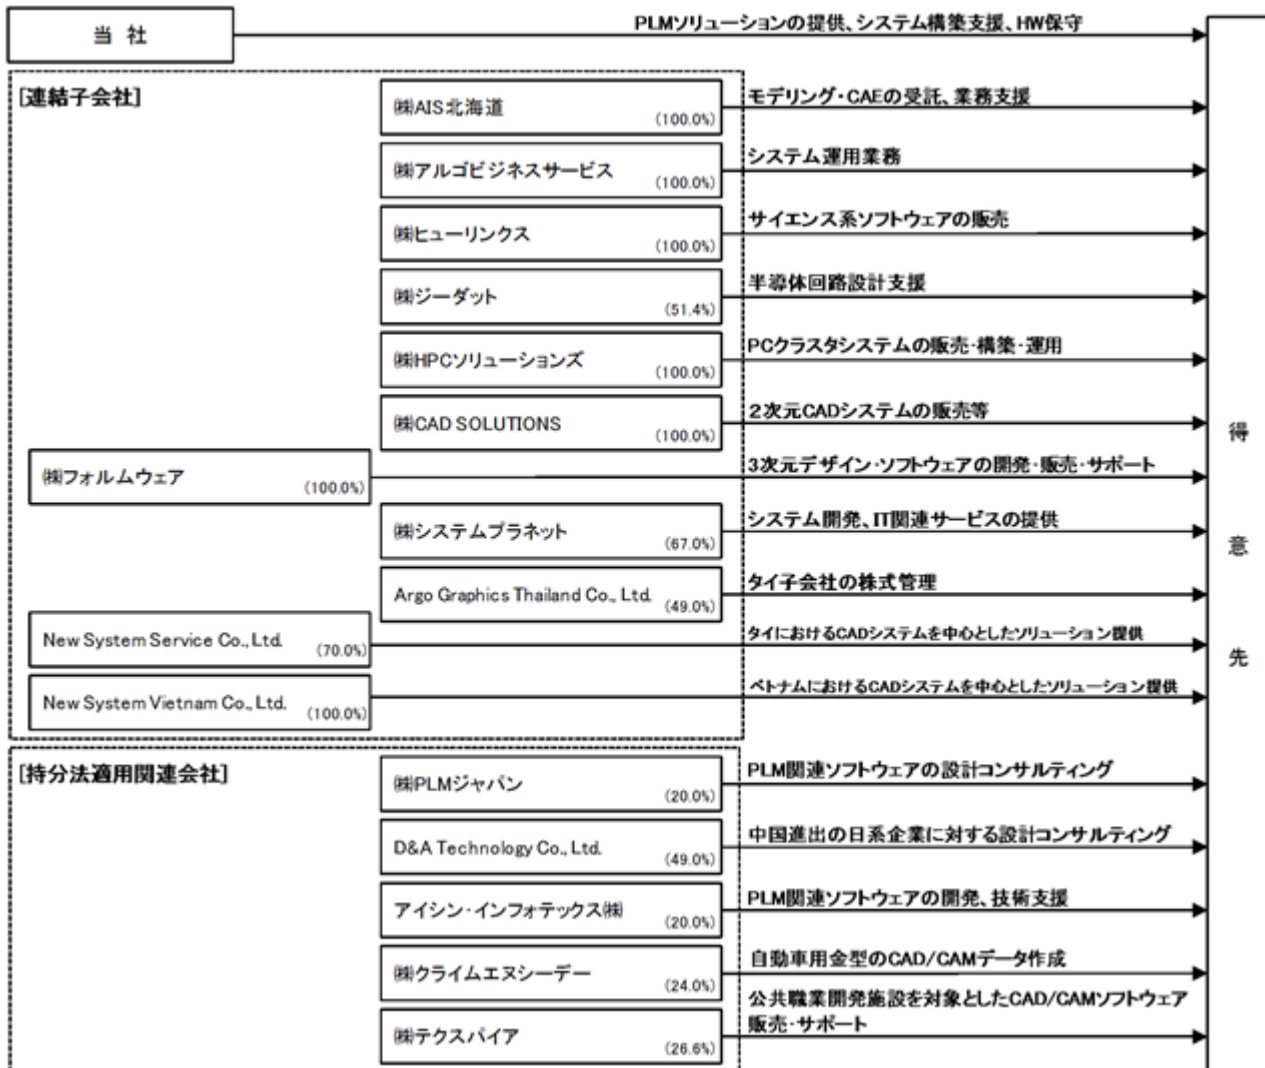 当 社
PLMソリューションの提供、システム構築支援、HW保守
[連結子会社]
㈱AIS北海道
(100.0%)
モデリング・CAEの受託、業務支援
㈱アルゴビジネスサービス
(100.0%)
システム運用業務
㈱ヒューリンクス
(100.0%)
サイエンス系ソフトウェアの販売
㈱ジーダット
(51.4%)
半導体回路設計支援
㈱HPCソリューションズ
(100.0%)
PCクラスタシステムの販売・構築・運用
㈱CAD SOLUTIONS
(100.0%)
2次元CADシステムの販売等
㈱フォルムウェア
(100.0%)
3次元デザイン・ソフトウェアの開発・販売・サポート
㈱システムプラネット
(67.0%)
システム開発、IT関連サービスの提供
Argo Graphics Thailand Co., Ltd.
(49.0%)
タイ子会社の株式管理
New System Service Co., Ltd.
(70.0%)
タイにおけるCADシステムを中心としたソリューション提供
New System Vietnam Co., Ltd.
(100.0%)
ベトナムにおけるCADシステムを中心としたソリューション提供
[持分法適用関連会社]
㈱PLMジャパン
(20.0%)
PLM関連ソフトウェアの設計コンサルティング
D&A Technology Co., Ltd.
(49.0%)
中国進出の日系企業に対する設計コンサルティング
アイシン・インフォテックス㈱
(20.0%)
PLM関連ソフトウェアの開発、技術支援
㈱クライムエヌシーデー
(24.0%)
自動車用金型のCAD/CAMデータ作成
㈱テクスパイア
(26.6%)
公共職業開発施設を対象としたCAD/CAMソフトウェア
販売・サポート
得意先